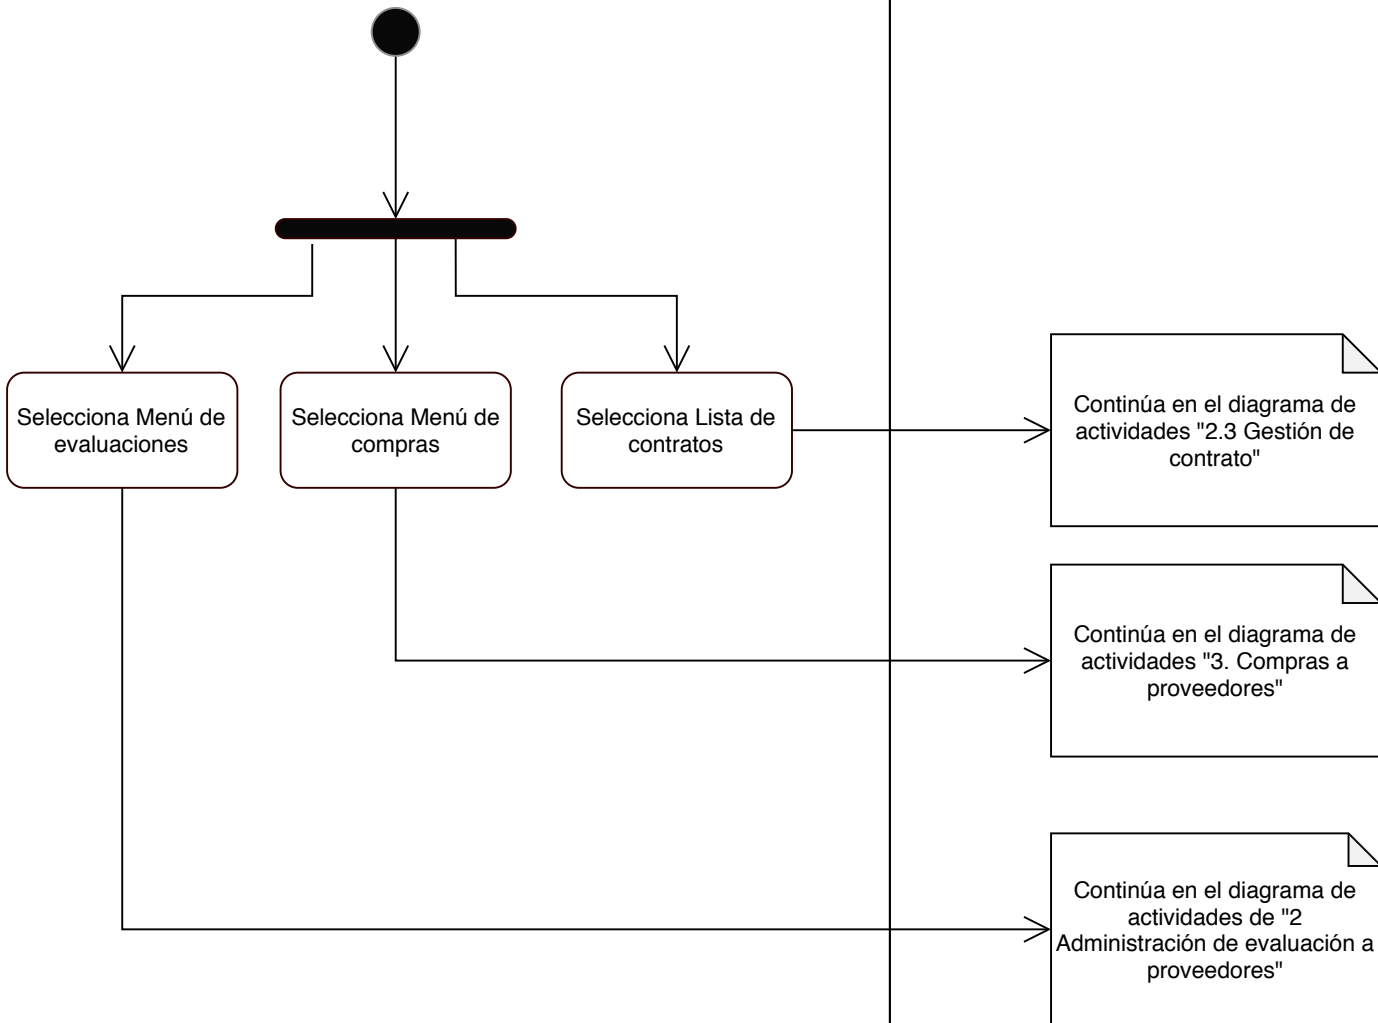 Selecciona Menú de
evaluaciones
Selecciona Menú de
compras
Selecciona Lista de
contratos
Continúa en el diagrama de
actividades "2.3 Gestión de
contrato"
Continúa en el diagrama de
actividades "3. Compras a
proveedores"
Continúa en el diagrama de
actividades de "2
Administración de evaluación a
proveedores"